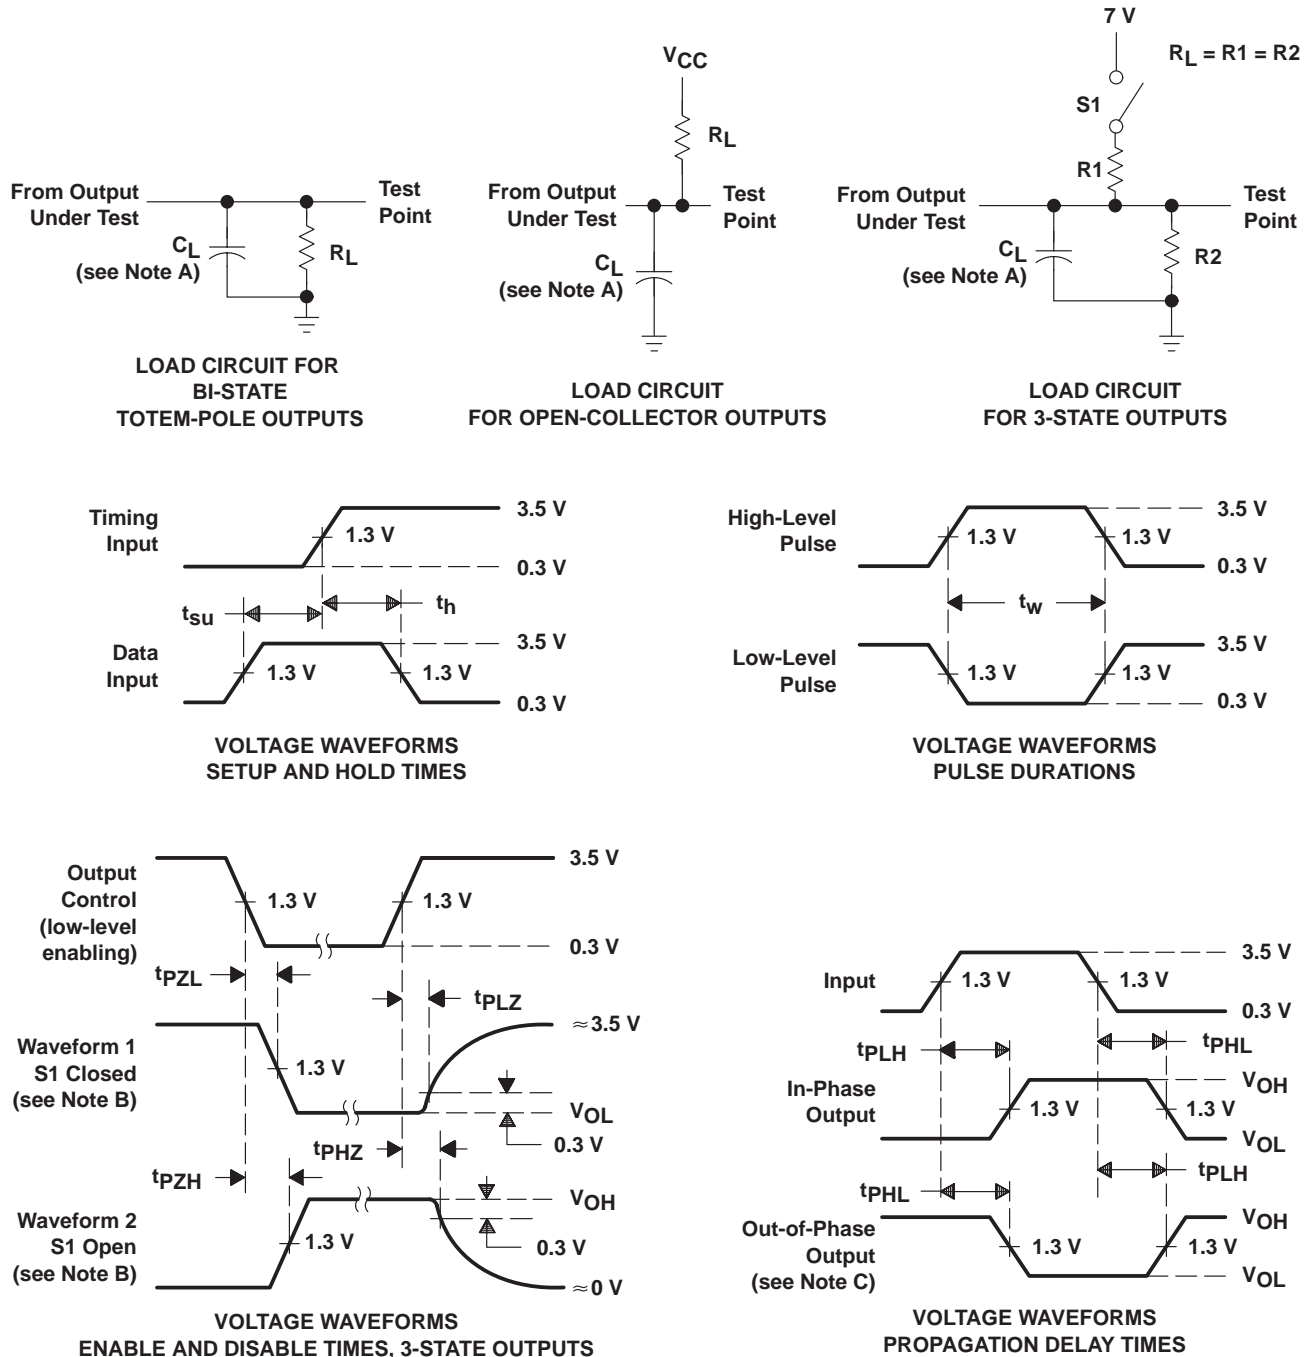 From Output
Under Test
Test
Point
CL
(see Note A)
RL
LOAD CIRCUIT FOR
BI-STATE
TOTEM-POLE OUTPUTS
VCC
RL
From Output
Under Test
Test
Point
CL
(see Note A)
LOAD CIRCUIT
FOR OPEN-COLLECTOR OUTPUTS
7 V
RL = R1 = R2
S1
R1
From Output
Under Test
Test
Point
CL
(see Note A)
R2
LOAD CIRCUIT
FOR 3-STATE OUTPUTS
Timing
Input
3.5 V
1.3 V
0.3 V
tsu
th
Data
Input
3.5 V
1.3 V
1.3 V
0.3 V
VOLTAGE WAVEFORMS
SETUP AND HOLD TIMES
High-Level
Pulse
3.5 V
1.3 V
1.3 V
0.3 V
tw
Low-Level
Pulse
3.5 V
1.3 V
1.3 V
0.3 V
VOLTAGE WAVEFORMS
PULSE DURATIONS
Output
Control
(low-level
enabling)
3.5 V
1.3 V
1.3 V
0.3 V
tPZL
tPLZ
Waveform 1
S1 Closed
(see Note B)
≈3.5 V
1.3 V
VOL
0.3 V
tPHZ
tPZH
Waveform 2
S1 Open
(see Note B)
VOH
1.3 V
0.3 V
≈0 V
VOLTAGE WAVEFORMS
ENABLE AND DISABLE TIMES, 3-STATE OUTPUTS
Input
3.5 V
1.3 V
1.3 V
0.3 V
tPLH
tPHL
In-Phase
Output
VOH
1.3 V
1.3 V
VOL
tPHL
tPLH
Out-of-Phase
Output
(see Note C)
VOH
1.3 V
1.3 V
VOL
VOLTAGE WAVEFORMS
PROPAGATION DELAY TIMES